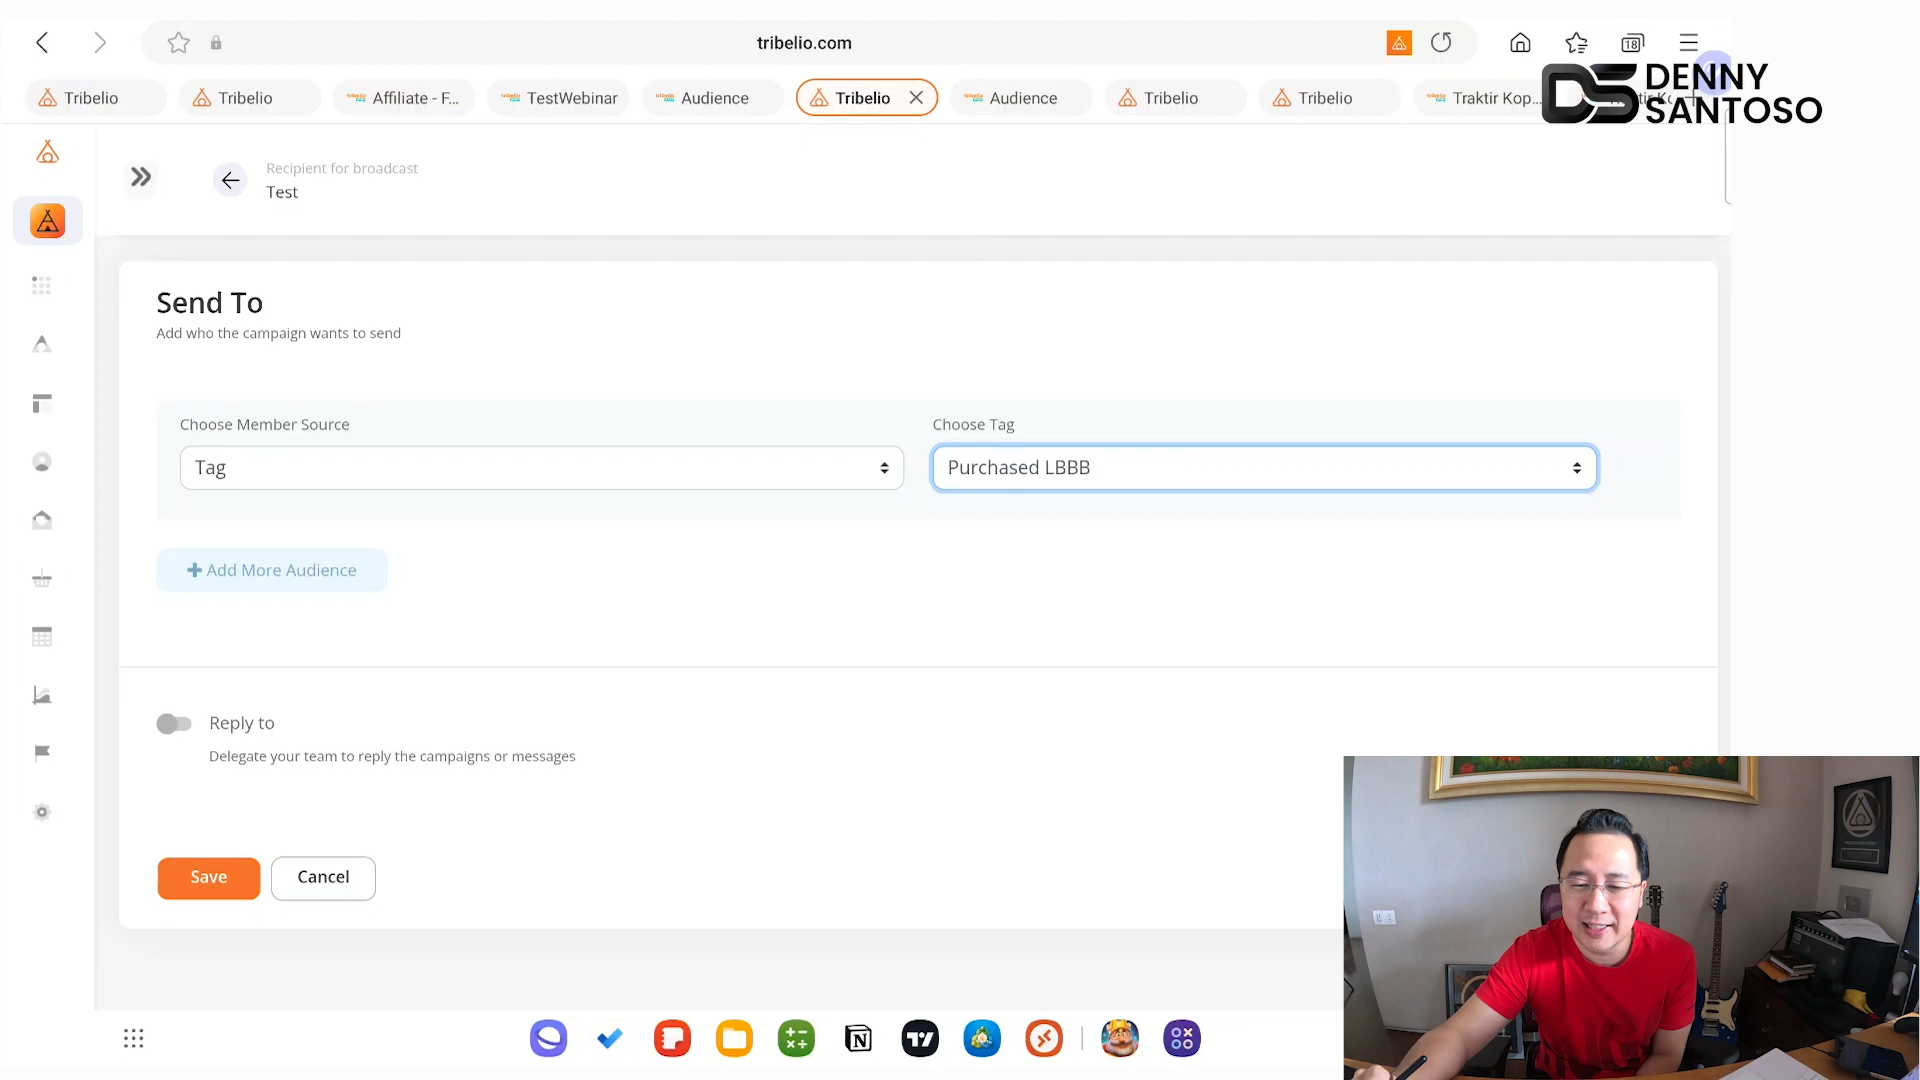 tribelio.com
18
Tribelio
Tribelio
Affiliate - F...
TestWebinar
Audience
Tribelio
Audience
Tribelio
Tribelio
Traktir Kop...
DS DENNY SANTOSO
Recipient for broadcast
Test
Send To
Add who the campaign wants to send
Choose Member Source
Choose Tag
Tag
Purchased LBBB
Add More Audience
Reply to
Delegate your team to reply the campaigns or messages
Save
Cancel